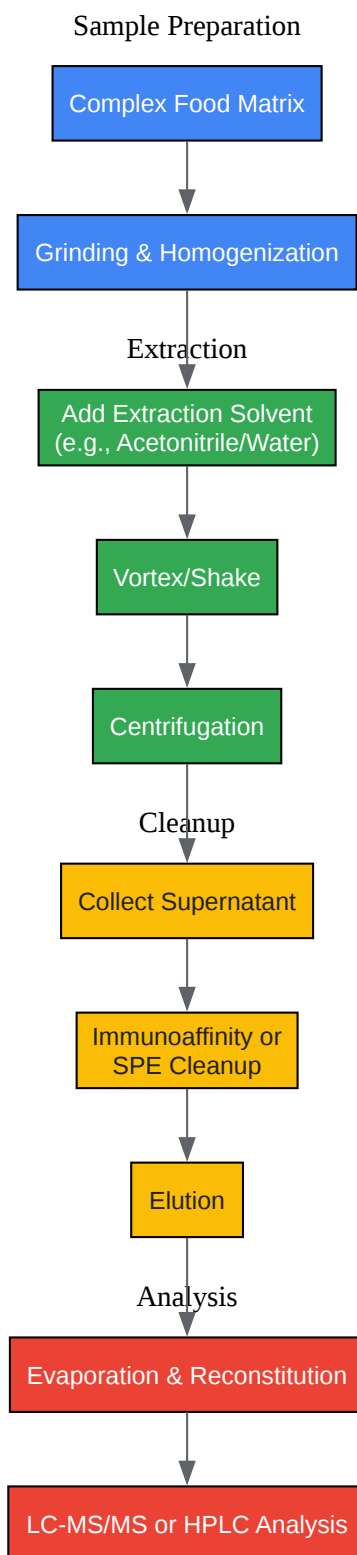 Sample Preparation
Complex Food Matrix
Grinding & Homogenization
Extraction
Add Extraction Solvent
(e.g., Acetonitrile/Water)
Vortex/Shake
Centrifugation
Cleanup
Collect Supernatant
Immunoaffinity or
SPE Cleanup
Elution
Analysis
Evaporation & Reconstitution
LC-MS/MS or HPLC Analysis